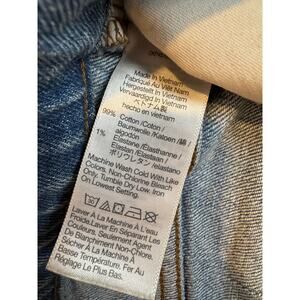 Made in Vietnam
Fabriqué Au Viêt Nam
Hergestellt in Vietnam
Vervaardigd in Vietnam
ベトナム製
hecho en vietnam
99% Cotton /Coton/
Baumwolle /Katoen /綿 /
algodón
1% Elastane /Élasthanne /
Elastan /Elastaan /
ポリウレタン /elastano
Machine Wash Cold With Like
Colors. Non-Chlorine Bleach
Only. Tumble Dry Low. Iron
On Lowest Setting.
Laver À La Machine À L'eau
Froide Laver En Séparant Les
Couleurs. Seulement Agent
De Blanchiment Non-Chloré.
Sécher À La Machine À
Basse Température. Fer Au
Réglage Le Plus Bas.